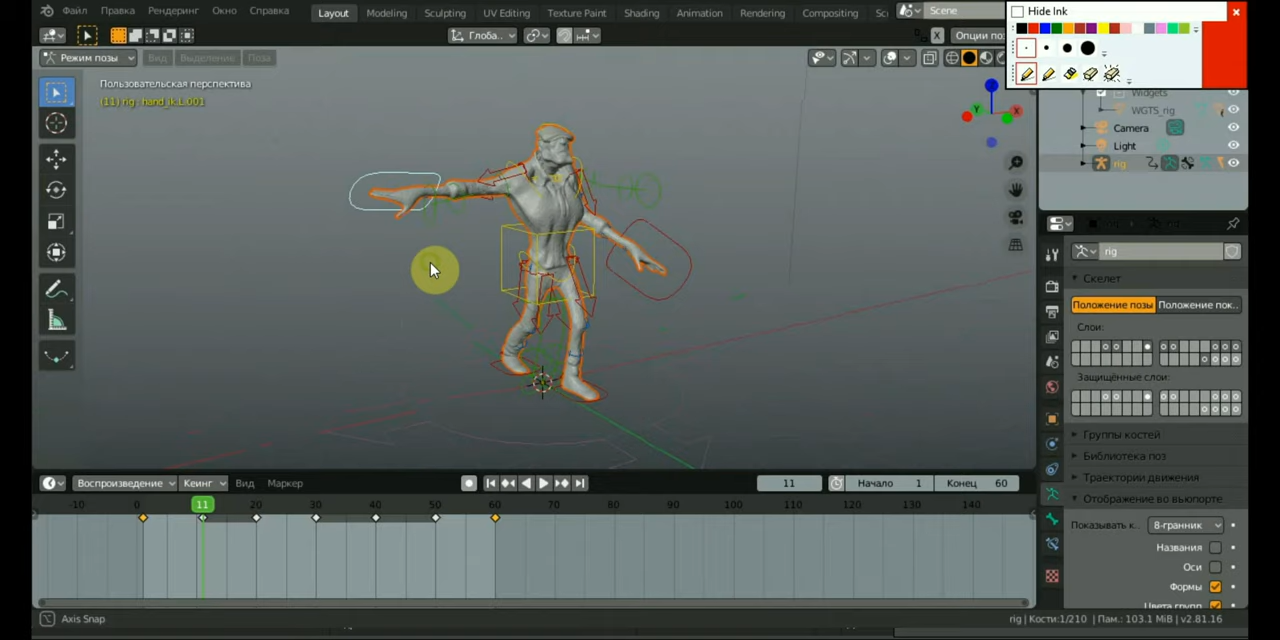 Файл Правка Рендеринг Окно Справка Layout Modeling Sculpting UV Editing Texture Paint Shading Animation Rendering Compositing Sc Scene
Hide Ink
Глоба.. Опции поз
Режим позы Вид Выделение Поза
Пользовательская перспектива
(11) rig : hand_ik.L.001
Y X
Widgets
WGTS_rig
Camera
Light
rig
rig
Скелет
Положение позы Положение пок..
Слои:
Защищённые слои:
Группы костей
Библиотека поз
Траектории движения
Отображение во вьюпорте
Показывать к.. 8-гранник
Названия
Оси
Формы
Цвета групп
Воспроизведение Кеинг Вид Маркер 11 Начало 1 Конец 60
-10 0 11 20 30 40 50 60 70 80 90 100 110 120 130 140
Axis Snap rig | Кости:1/210 | Пам.: 103.1 MiB | v2.81.16